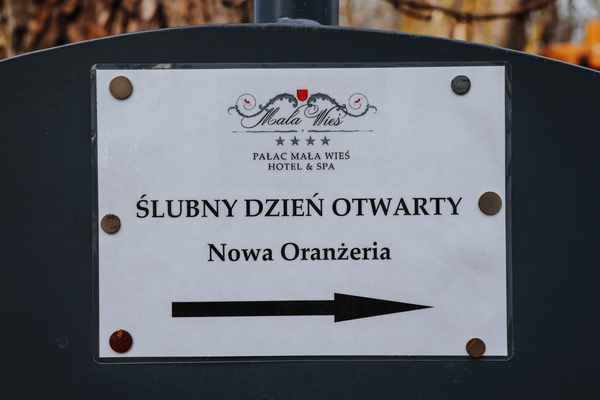 Mała Wieś
PAŁAC MAŁA WIEŚ
HOTEL & SPA
ŚLUBNY DZIEŃ OTWARTY
Nowa Oranżeria